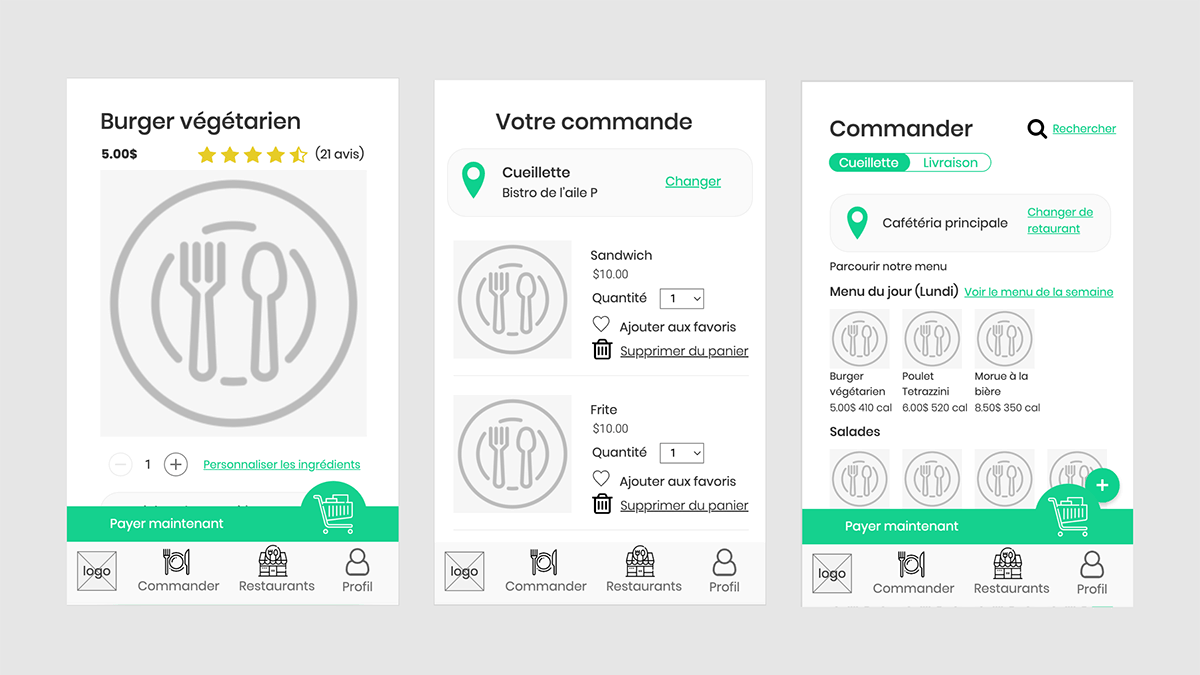 Burger végétarien
5.00$ (21 avis)
1 Personnaliser les ingrédients
Payer maintenant
logo Commander Restaurants Profil
Votre commande
Cueillette
Bistro de l'aile P
Changer
Sandwich
$10.00
Quantité 1
Ajouter aux favoris
Supprimer du panier
Frite
$10.00
Quantité 1
Ajouter aux favoris
Supprimer du panier
logo Commander Restaurants Profil
Commander Rechercher
Cueillette Livraison
Cafétéria principale
Changer de
retaurant
Parcourir notre menu
Menu du jour (Lundi) Voir le menu de la semaine
Burger
végétarien
5.00$ 410 cal
Poulet
Tetrazzini
6.00$ 520 cal
Morue à la
bière
8.50$ 350 cal
Salades
+
Payer maintenant
logo Commander Restaurants Profil